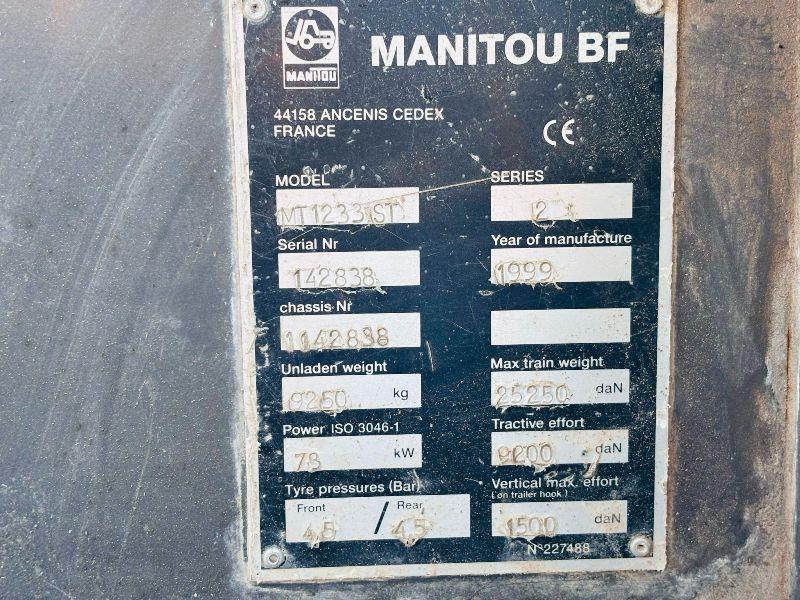 MANITOU
MANITOU BF
44158 ANCENIS CEDEX
FRANCE
CE
MODEL
MT1233 ST
SERIES
2
Serial Nr
142838
Year of manufacture
1999
chassis Nr
1142838
Unladen weight
9250 kg
Max train weight
25250 daN
Power ISO 3046-1
78 kW
Tractive effort
daN
Tyre pressures (Bar)
Front / Rear
4,5 4,5
Vertical max. effort
(on trailer hook)
1500 daN
N°227488